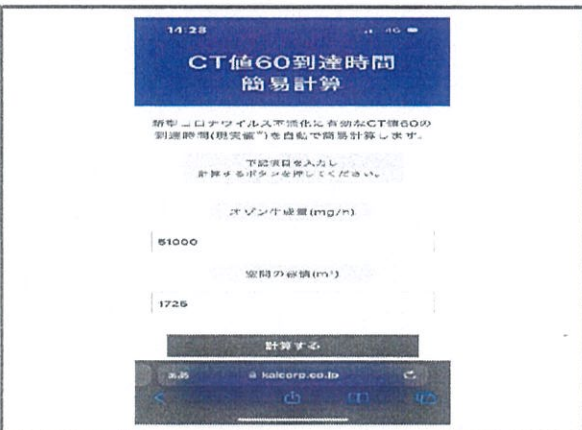 14:28
4G
CT値60到達時間
簡易計算
新型コロナウイルス不活化に有効なCT値60の
到達時間(現実値*)を自動で簡易計算します。
下記項目を入力し
計算するボタンを押してください。
オゾン生成量(mg/h)
51000
空間の容積(m³)
1725
計算する
ああ
kalcorp.co.jp